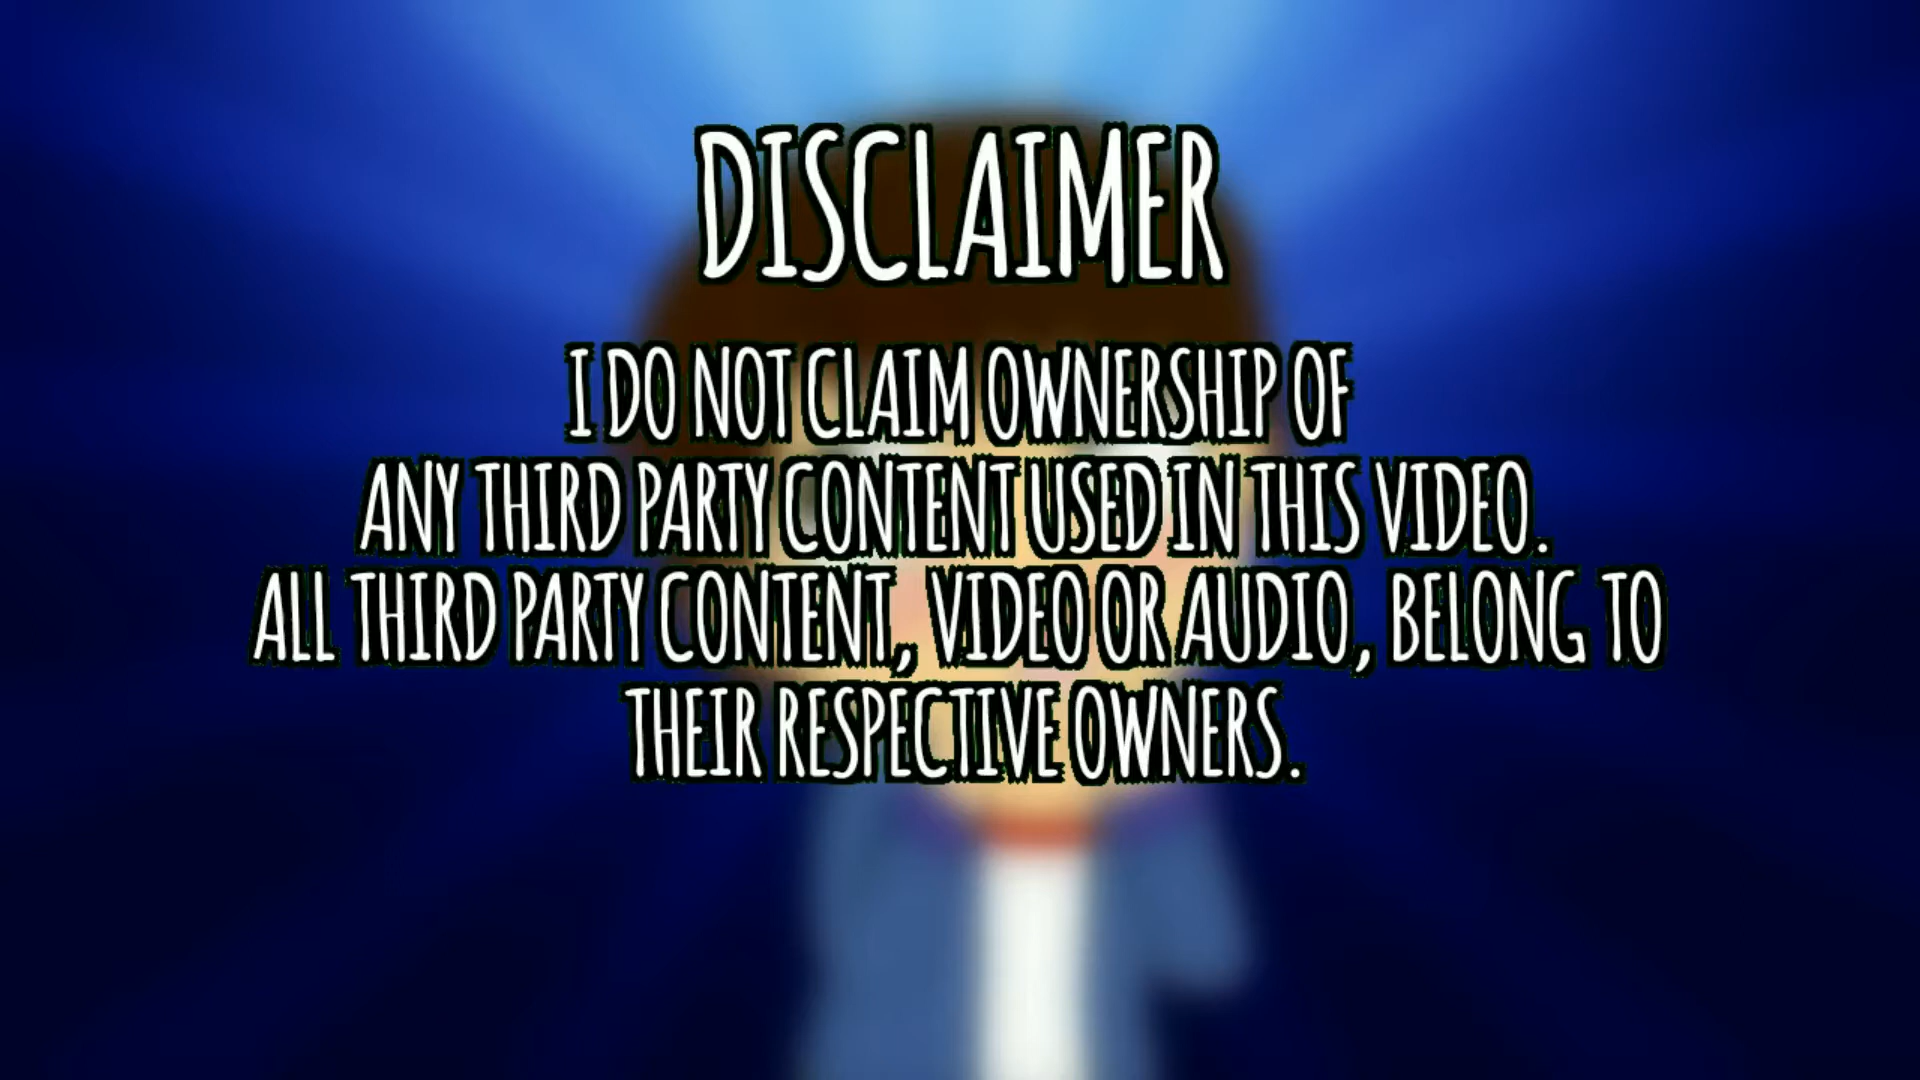 DISCLAIMER
I DO NOT CLAIM OWNERSHIP OF
ANY THIRD PARTY CONTENT USED IN THIS VIDEO.
ALL THIRD PARTY CONTENT, VIDEO OR AUDIO, BELONG TO
THEIR RESPECTIVE OWNERS.